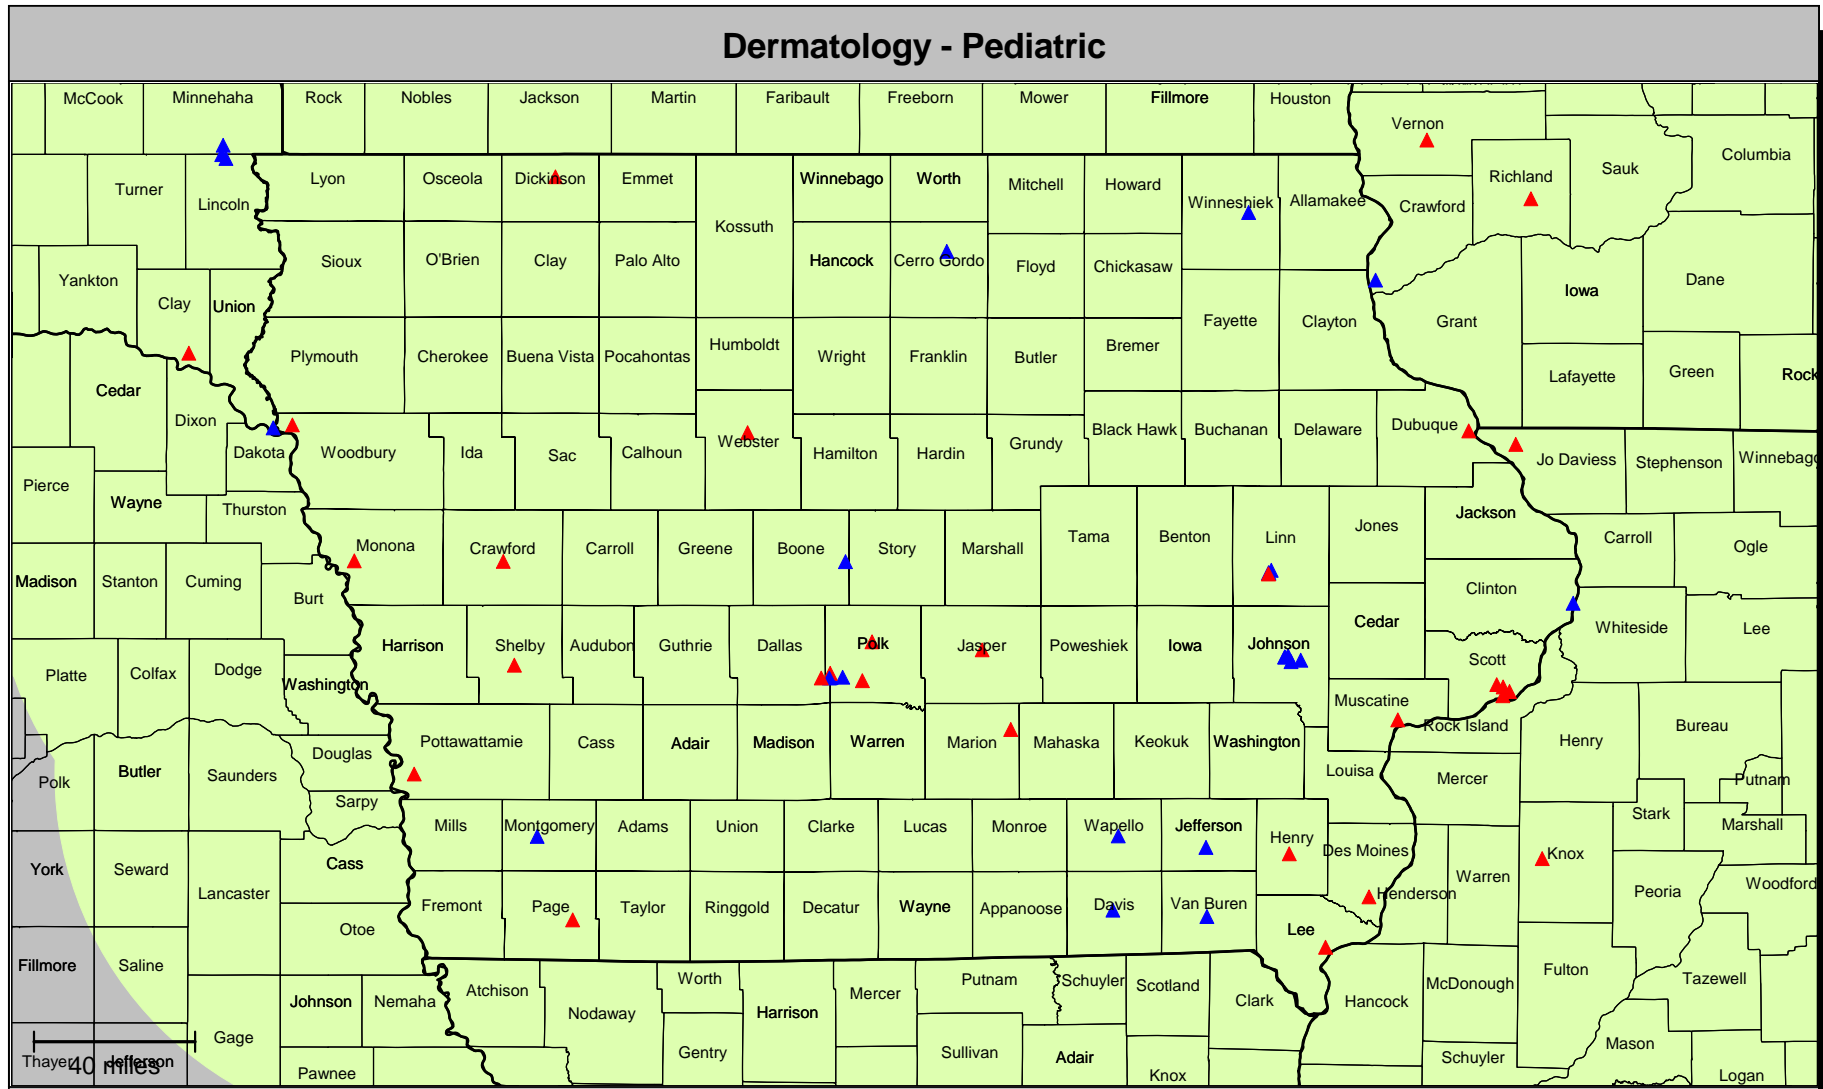 Dermatology - Pediatric
McCook Minnehaha Rock Nobles Jackson Martin Faribault Freeborn Mower Fillmore Houston
Vernon
Turner Lincoln Lyon Osceola Dickinson Emmet Kossuth Winnebago Worth Mitchell Howard Winneshiek Allamakee Crawford Richland Sauk Columbia
Yankton Clay Union Sioux O'Brien Clay Palo Alto Hancock Cerro Gordo Floyd Chickasaw Iowa Dane
Cedar Plymouth Cherokee Buena Vista Pocahontas Humboldt Wright Franklin Butler Bremer Fayette Clayton Grant Lafayette Green Rock
Dixon Dakota Woodbury Ida Sac Calhoun Webster Hamilton Hardin Grundy Black Hawk Buchanan Delaware Dubuque Jo Daviess Stephenson Winnebago
Pierce Wayne Thurston
Madison Stanton Cuming Burt Monona Crawford Carroll Greene Boone Story Marshall Tama Benton Linn Jones Jackson Carroll Ogle
Clinton
Platte Colfax Dodge Washington Harrison Shelby Audubon Guthrie Dallas Polk Jasper Poweshiek Iowa Johnson Cedar Scott Whiteside Lee
Muscatine Rock Island
Polk Butler Saunders Douglas Sarpy Pottawattamie Cass Adair Madison Warren Marion Mahaska Keokuk Washington Louisa Mercer Henry Bureau Putnam
Mills Montgomery Adams Union Clarke Lucas Monroe Wapello Jefferson Henry Des Moines Stark Marshall
York Seward Cass Lancaster Knox Warren Peoria Woodford
Fremont Page Taylor Ringgold Decatur Wayne Appanoose Davis Van Buren Lee Henderson
Otoe
Fillmore Saline Johnson Nemaha Atchison Nodaway Worth Harrison Mercer Putnam Schuyler Scotland Clark Hancock McDonough Fulton Tazewell
Gage Gentry Sullivan Adair Schuyler Mason
Thayer Jefferson Pawnee Knox Logan
40 miles